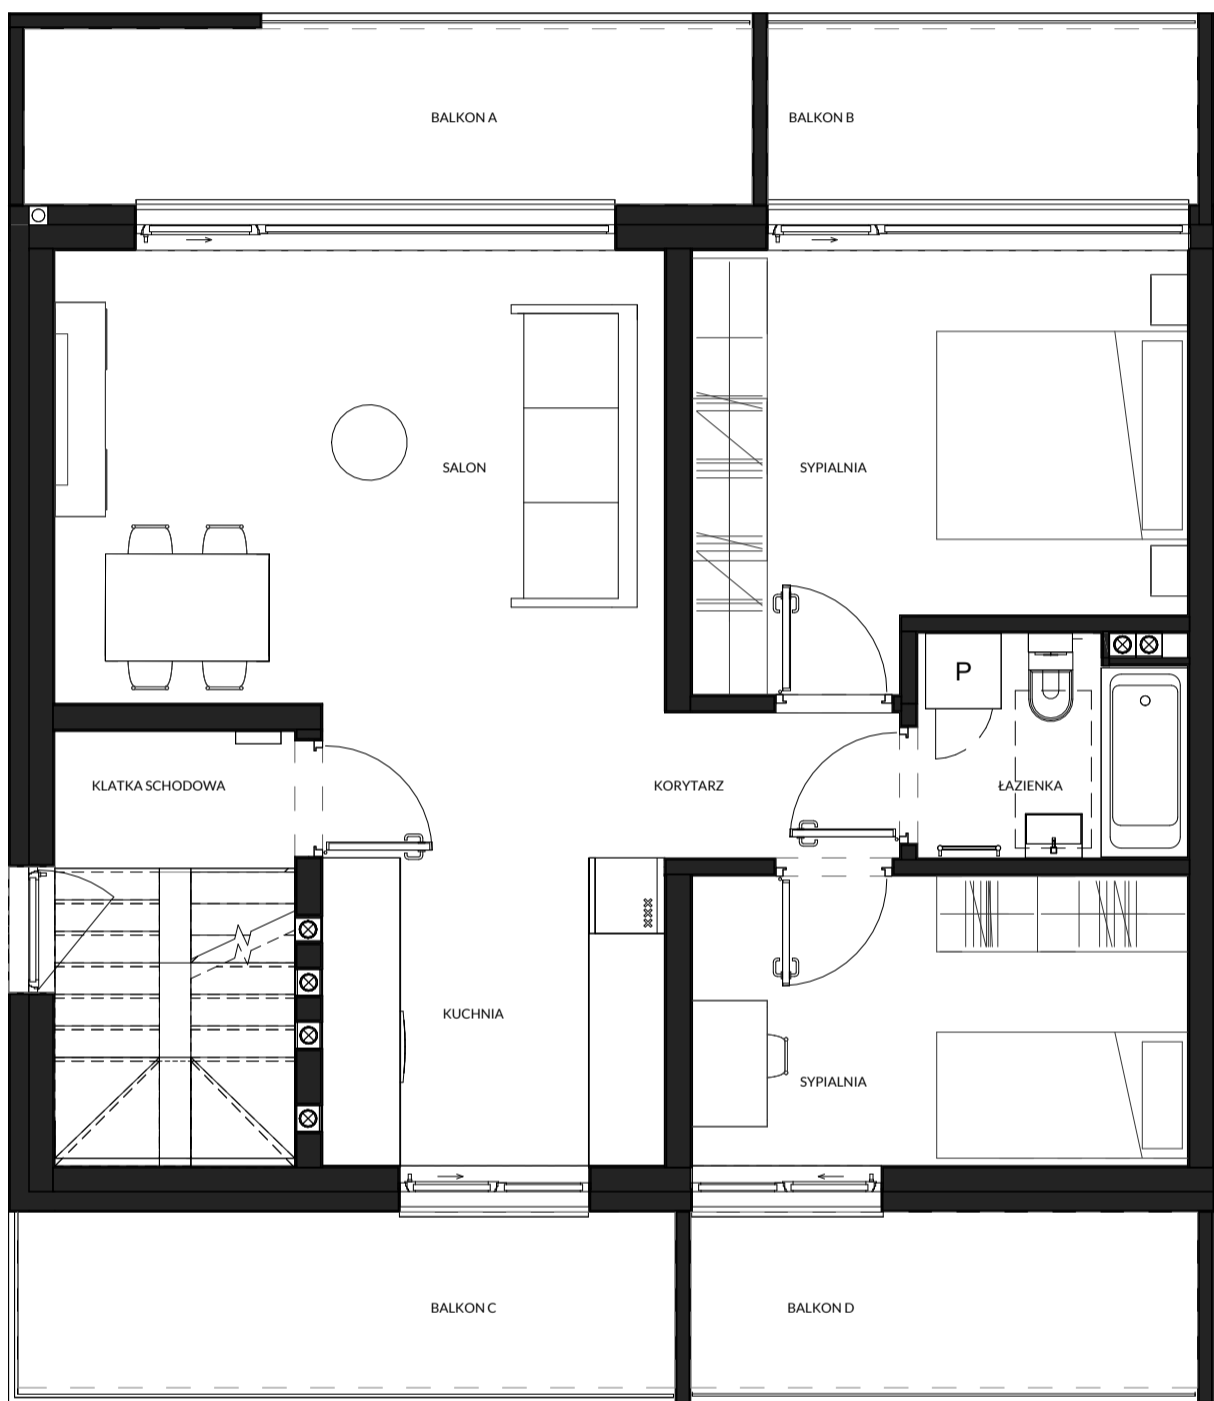 BALKON A
BALKON B
SALON
SYPIALNIA
P
KLATKA SCHODOWA
KORYTARZ
ŁAZIENKA
KUCHNIA
SYPIALNIA
BALKON C
BALKON D